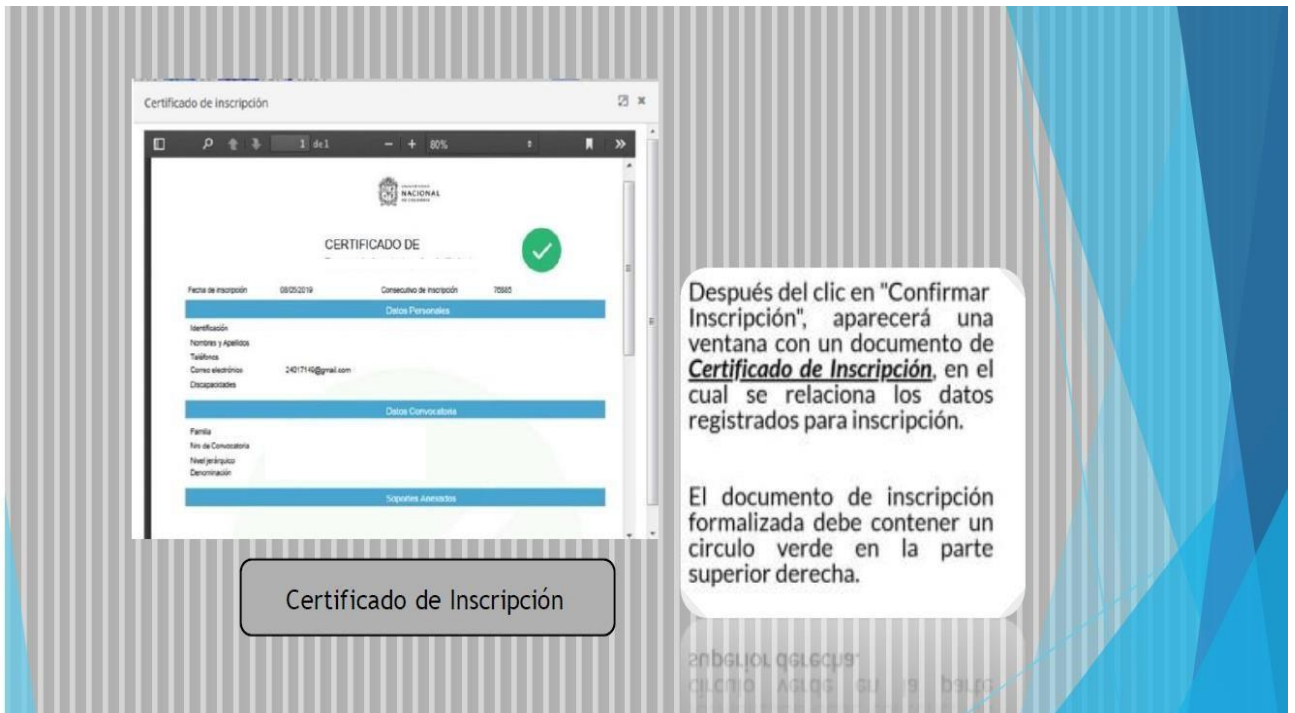 Certificado de inscripción
1 de 1
80%
NACIONAL
CERTIFICADO DE
Fecha de inscripción 08/05/2019 Consecutivo de inscripción
Datos Personales
Identificación
Nombres y Apellidos
Teléfonos
Correo electrónico
Discapacidades
Datos Convocatoria
Familia
Nro de Convocatoria
Nivel jerárquico
Denominación
Soportes Anexados
Certificado de Inscripción
Después del clic en "Confirmar
Inscripción", aparecerá una
ventana con un documento de
Certificado de Inscripción, en el
cual se relaciona los datos
registrados para inscripción.
El documento de inscripción
formalizada debe contener un
circulo verde en la parte
superior derecha.